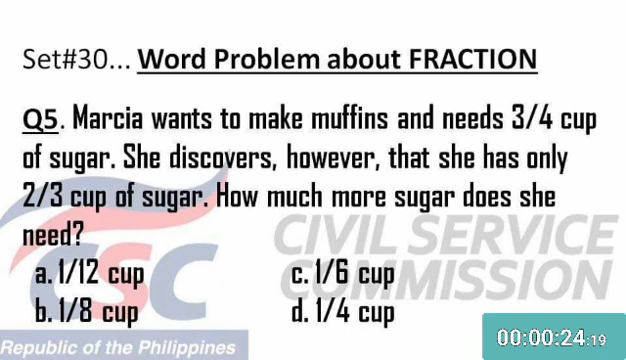 Set#30... Word Problem about FRACTION
Q5. Marcia wants to make muffins and needs 3/4 cup
of sugar. She discovers, however, that she has only
2/3 cup of sugar. How much more sugar does she
need?
CIVIL SERVICE
COMMISSION
CSC
a. 1/12 cup
c. 1/6 cup
b. 1/8 cup
d. 1/4 cup
Republic of the Philippines
00:00:24:19